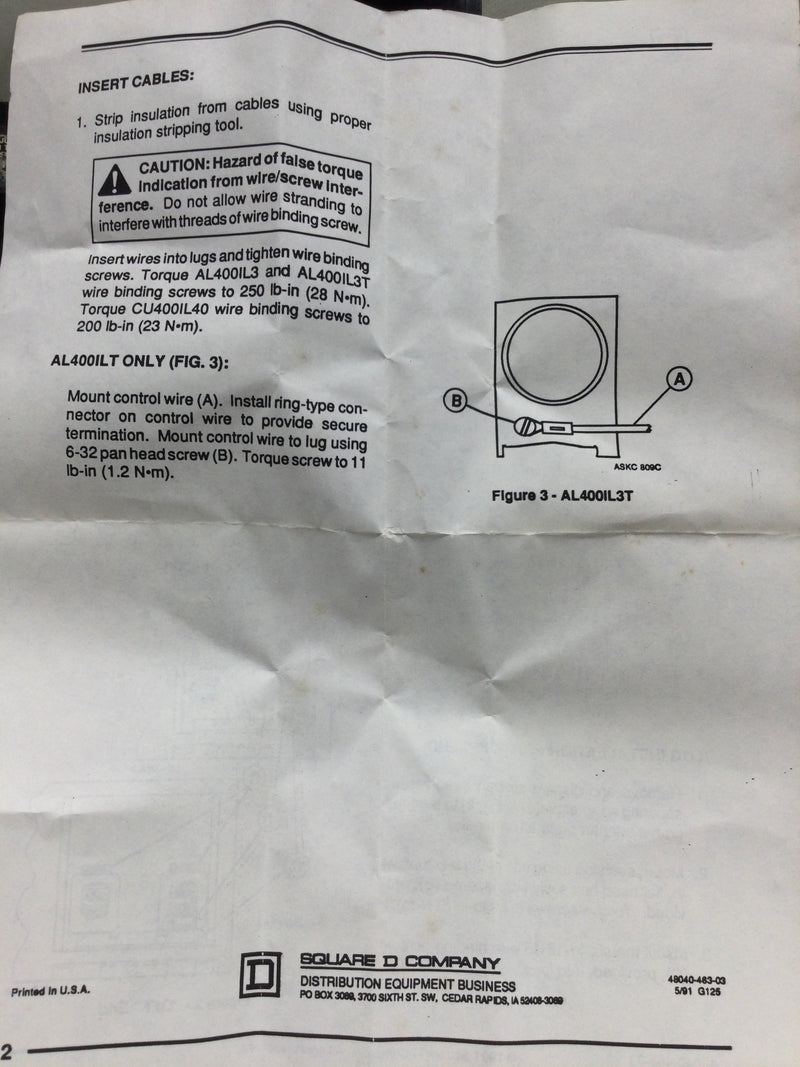 INSERT CABLES:
1. Strip insulation from cables using proper
insulation stripping tool.
CAUTION: Hazard of false torque
indication from wire/screw inter-
ference. Do not allow wire stranding to
interfere with threads of wire binding screw.
Insert wires into lugs and tighten wire binding
screws. Torque AL400IL3 and AL400IL3T
wire binding screws to 250 lb-in (28 N•m).
Torque CU400IL40 wire binding screws to
200 lb-in (23 N•m).
AL400ILT ONLY (FIG. 3):
Mount control wire (A). Install ring-type con-
nector on control wire to provide secure
termination. Mount control wire to lug using
6-32 pan head screw (B). Torque screw to 11
lb-in (1.2 N•m).
A
B
ASKC 809C
Figure 3 - AL400IL3T
D
SQUARE D COMPANY
DISTRIBUTION EQUIPMENT BUSINESS
PO BOX 3069, 3700 SIXTH ST. SW, CEDAR RAPIDS, IA 52406-3069
Printed in U.S.A.
48040-463-03
5/91 G125
2